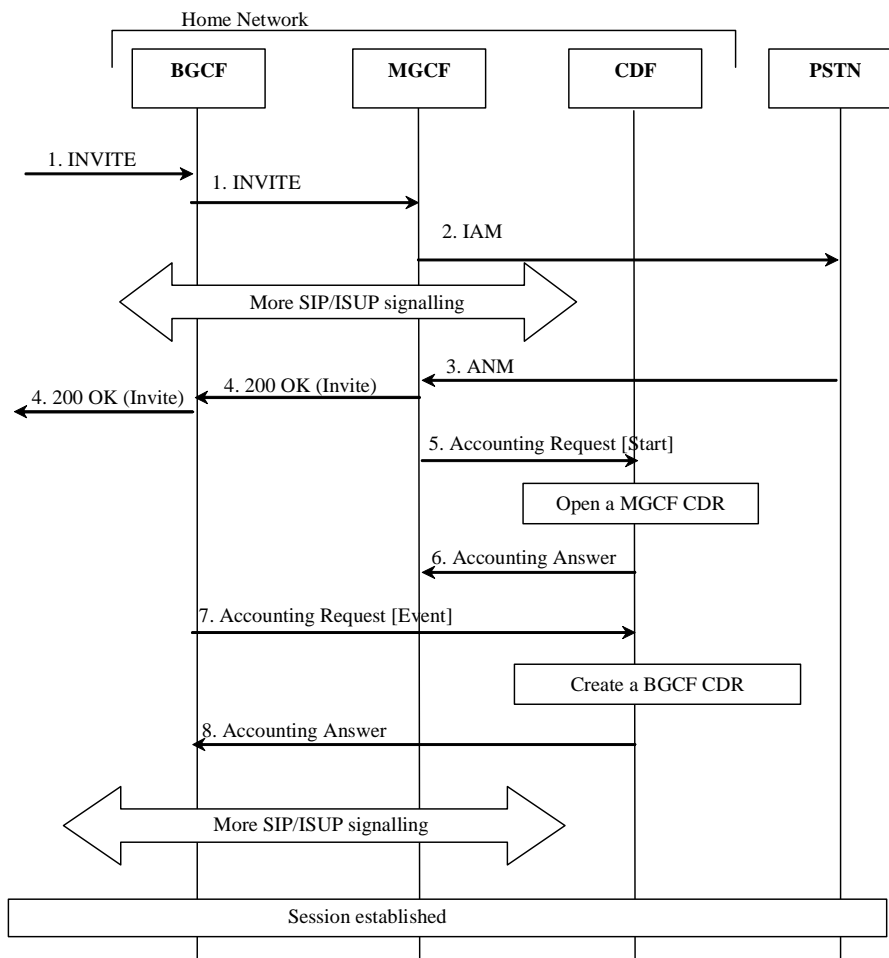 Home Network
BGCF
MGCF
CDF
PSTN
1. INVITE
1. INVITE
2. IAM
More SIP/ISUP signalling
3. ANM
4. 200 OK (Invite)
4. 200 OK (Invite)
5. Accounting Request [Start]
Open a MGCF CDR
6. Accounting Answer
7. Accounting Request [Event]
Create a BGCF CDR
8. Accounting Answer
More SIP/ISUP signalling
Session established